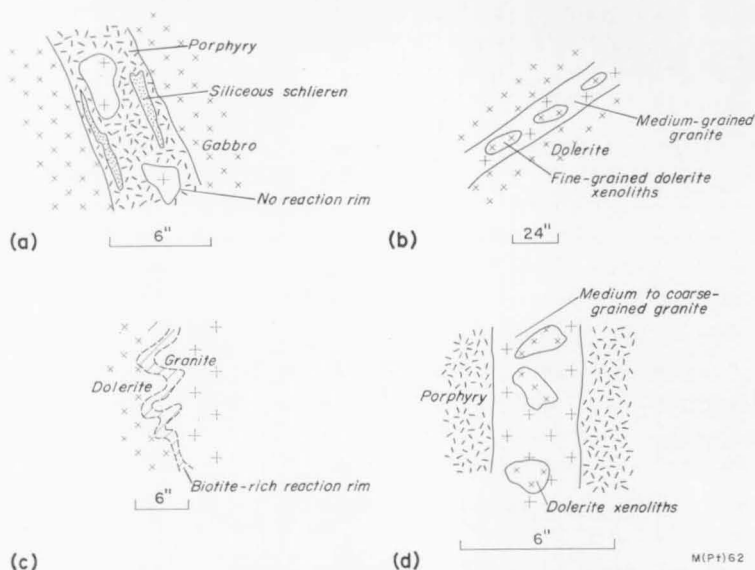 Porphyry
Siliceous schlieren
Gabbro
No reaction rim
(a)
6"
Medium-grained
granite
Dolerite
Fine-grained dolerite
xenoliths
(b)
24"
Granite
Dolerite
Biotite-rich reaction rim
(c)
6"
Medium to coarse-
grained granite
Porphyry
Dolerite xenoliths
(d)
6"
M(Pt)62